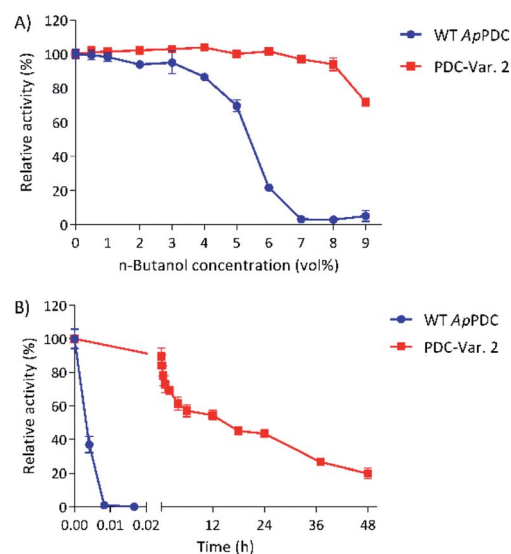 A)
WT ApPDC
PDC-Var. 2
Relative activity (%)
120
100
80
60
40
20
0
0 1 2 3 4 5 6 7 8 9
n-Butanol concentration (vol%)
B)
WT ApPDC
PDC-Var. 2
Relative activity (%)
120
100
80
60
40
20
0
0.00 0.01 0.02 12 24 36 48
Time (h)